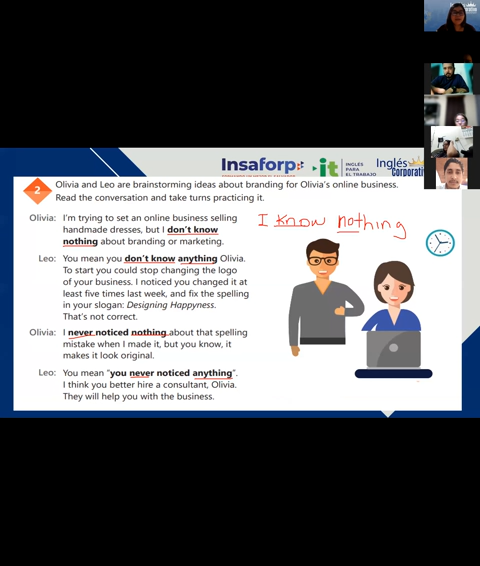 Insaforp
it
INGLÉS
PARA
EL TRABAJO
Inglés
Corporativo
2
Olivia and Leo are brainstorming ideas about branding for Olivia's online business.
Read the conversation and take turns practicing it.
I know nothing
Olivia: I'm trying to set an online business selling
handmade dresses, but I don't know
nothing about branding or marketing.
Leo: You mean you don't know anything Olivia.
To start you could stop changing the logo
of your business. I noticed you changed it at
least five times last week, and fix the spelling
in your slogan: Designing Happyness.
That's not correct.
Olivia: I never noticed nothing about that spelling
mistake when I made it, but you know, it
makes it look original.
Leo: You mean "you never noticed anything".
I think you better hire a consultant, Olivia.
They will help you with the business.